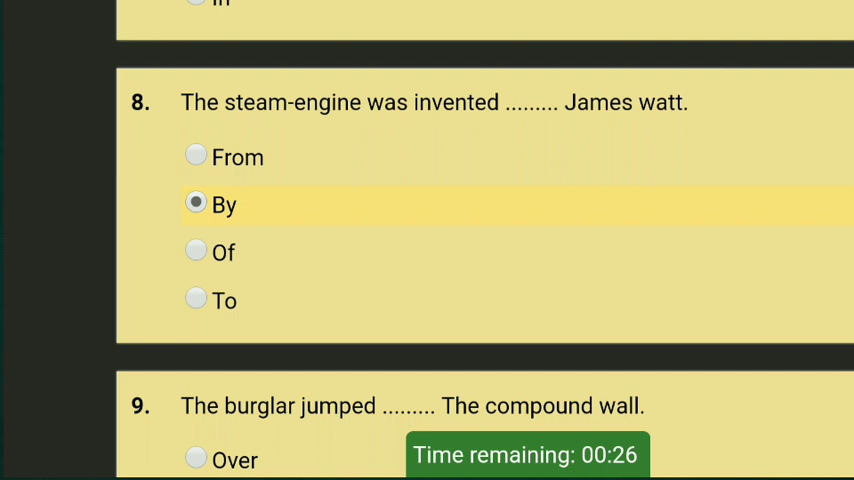 In
8. The steam-engine was invented ......... James watt.
From
By
Of
To
9. The burglar jumped ......... The compound wall.
Over
Time remaining: 00:26